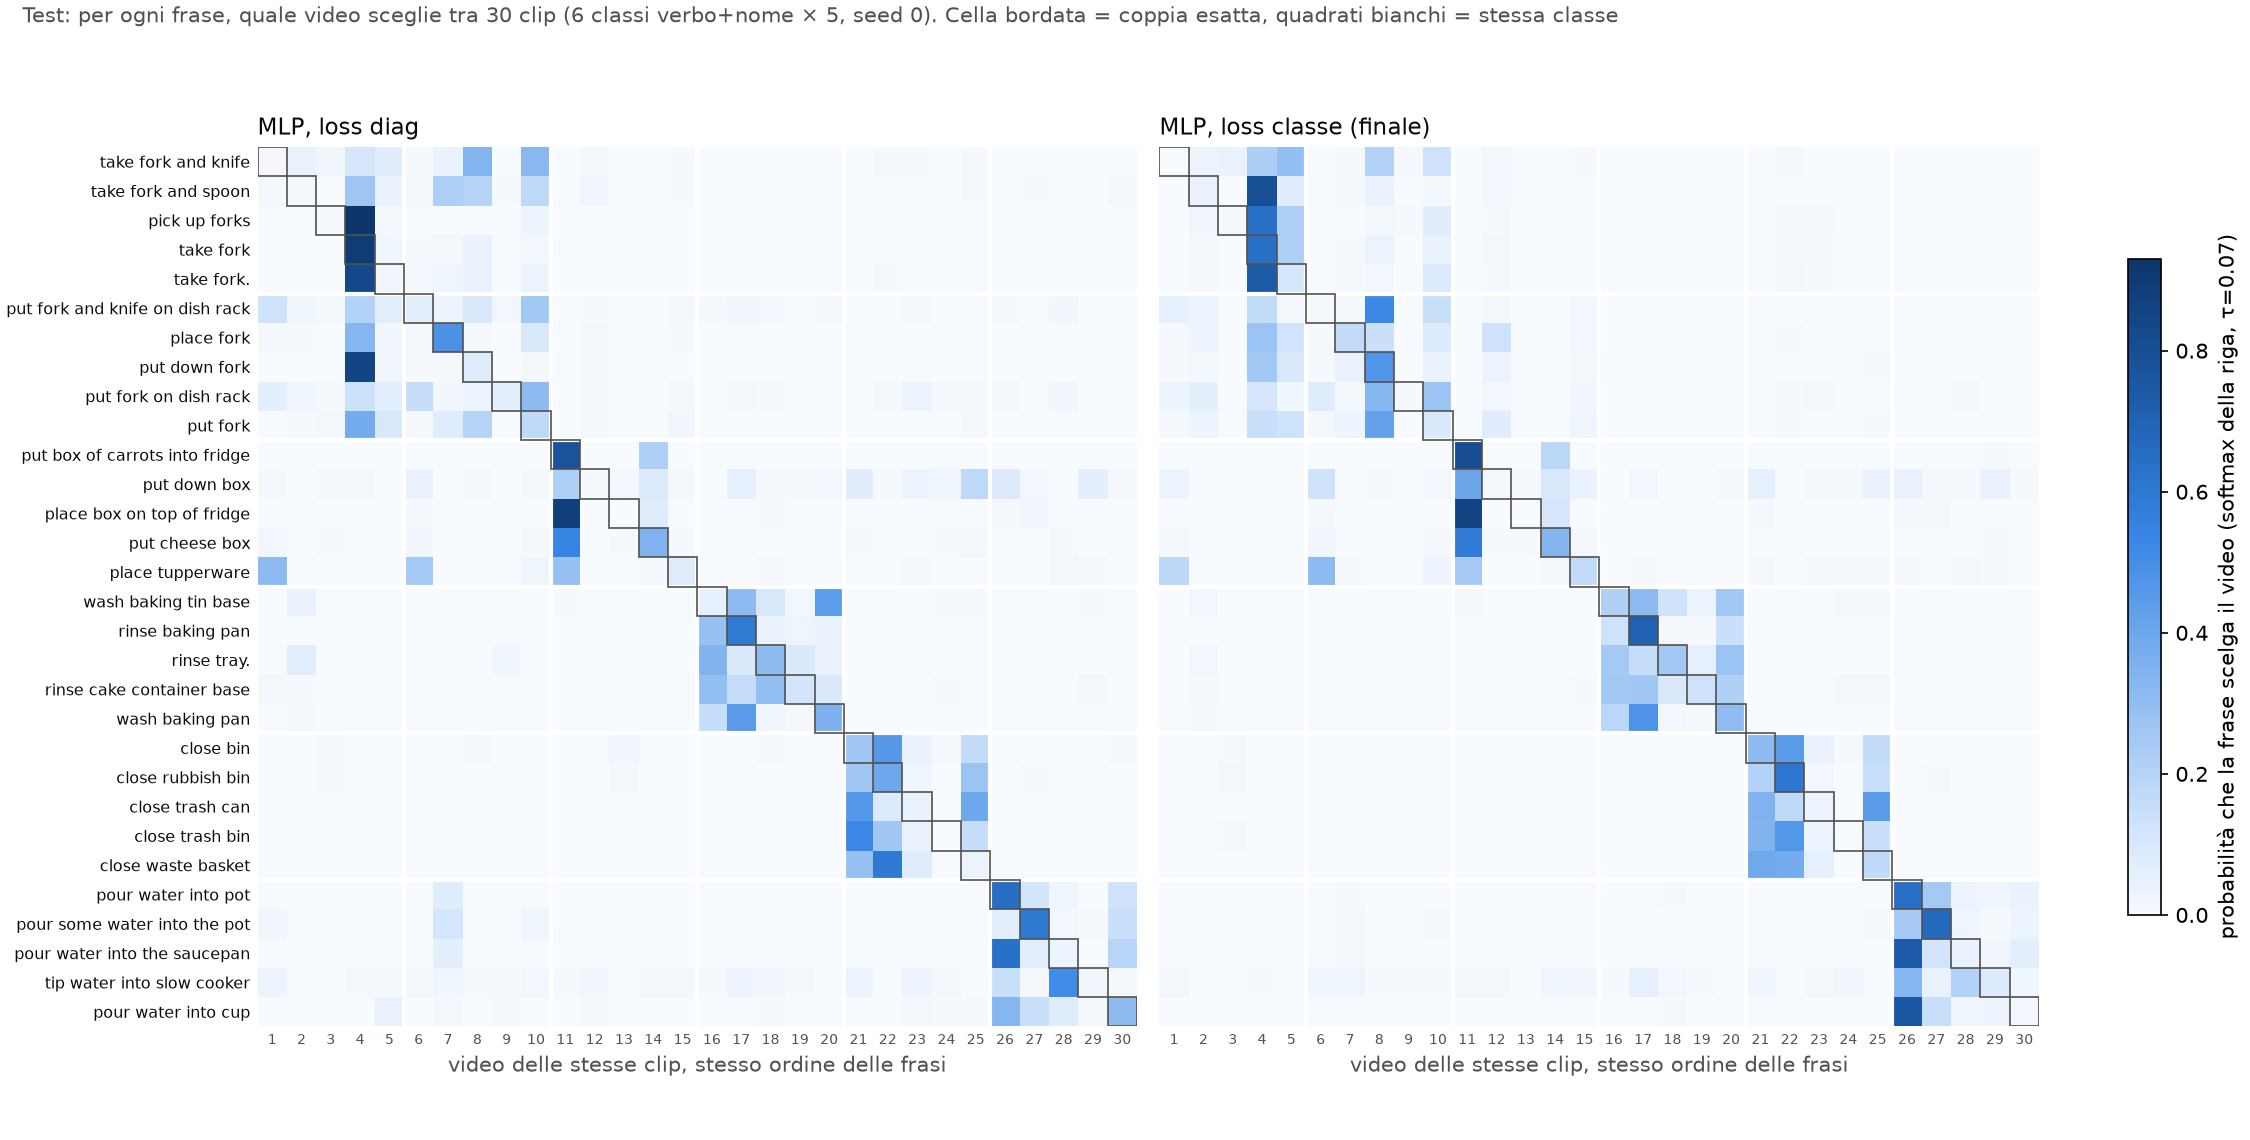 Test: per ogni frase, quale video sceglie tra 30 clip (6 classi verbo+nome × 5, seed 0). Cella bordata = coppia esatta, quadrati bianchi = stessa classe
MLP, loss diag
MLP, loss classe (finale)
take fork and knife
take fork and spoon
pick up forks
take fork
take fork.
put fork and knife on dish rack
place fork
put down fork
put fork on dish rack
put fork
put box of carrots into fridge
put down box
place box on top of fridge
put cheese box
place tupperware
wash baking tin base
rinse baking pan
rinse tray.
rinse cake container base
wash baking pan
close bin
close rubbish bin
close trash can
close trash bin
close waste basket
pour water into pot
pour some water into the pot
pour water into the saucepan
tip water into slow cooker
pour water into cup
1 2 3 4 5 6 7 8 9 10 11 12 13 14 15 16 17 18 19 20 21 22 23 24 25 26 27 28 29 30
video delle stesse clip, stesso ordine delle frasi
1 2 3 4 5 6 7 8 9 10 11 12 13 14 15 16 17 18 19 20 21 22 23 24 25 26 27 28 29 30
video delle stesse clip, stesso ordine delle frasi
0.8
0.6
0.4
0.2
0.0
probabilità che la frase scelga il video (softmax della riga, τ=0.07)